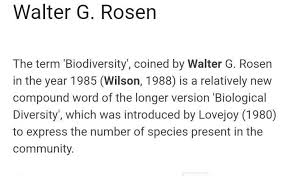 Walter G. Rosen
The term 'Biodiversity', coined by Walter G. Rosen
in the year 1985 (Wilson, 1988) is a relatively new
compound word of the longer version 'Biological
Diversity', which was introduced by Lovejoy (1980)
to express the number of species present in the
community.